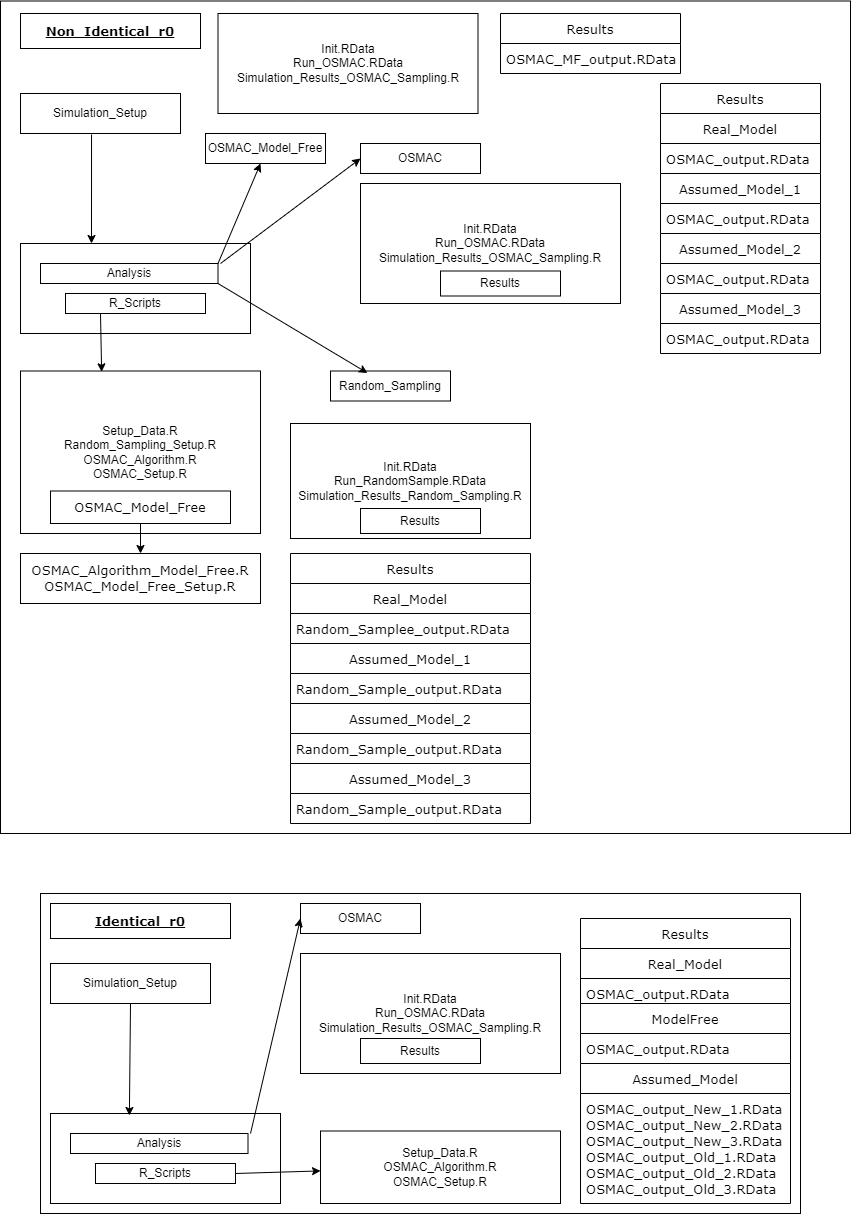 Non_Identical_r0
Init.RData
Run_OSMAC.RData
Simulation_Results_OSMAC_Sampling.R
Results
OSMAC_MF_output.RData
Simulation_Setup
OSMAC_Model_Free
OSMAC
Results
Real_Model
OSMAC_output.RData
Assumed_Model_1
OSMAC_output.RData
Assumed_Model_2
OSMAC_output.RData
Assumed_Model_3
OSMAC_output.RData
Init.RData
Run_OSMAC.RData
Simulation_Results_OSMAC_Sampling.R
Results
Analysis
R_Scripts
Random_Sampling
Setup_Data.R
Random_Sampling_Setup.R
OSMAC_Algorithm.R
OSMAC_Setup.R
OSMAC_Model_Free
Init.RData
Run_RandomSample.RData
Simulation_Results_Random_Sampling.R
Results
OSMAC_Algorithm_Model_Free.R
OSMAC_Model_Free_Setup.R
Results
Real_Model
Random_Samplee_output.RData
Assumed_Model_1
Random_Sample_output.RData
Assumed_Model_2
Random_Sample_output.RData
Assumed_Model_3
Random_Sample_output.RData
Identical_r0
OSMAC
Simulation_Setup
Init.RData
Run_OSMAC.RData
Simulation_Results_OSMAC_Sampling.R
Results
Results
Real_Model
OSMAC_output.RData
ModelFree
OSMAC_output.RData
Assumed_Model
OSMAC_output_New_1.RData
OSMAC_output_New_2.RData
OSMAC_output_New_3.RData
OSMAC_output_Old_1.RData
OSMAC_output_Old_2.RData
OSMAC_output_Old_3.RData
Analysis
R_Scripts
Setup_Data.R
OSMAC_Algorithm.R
OSMAC_Setup.R